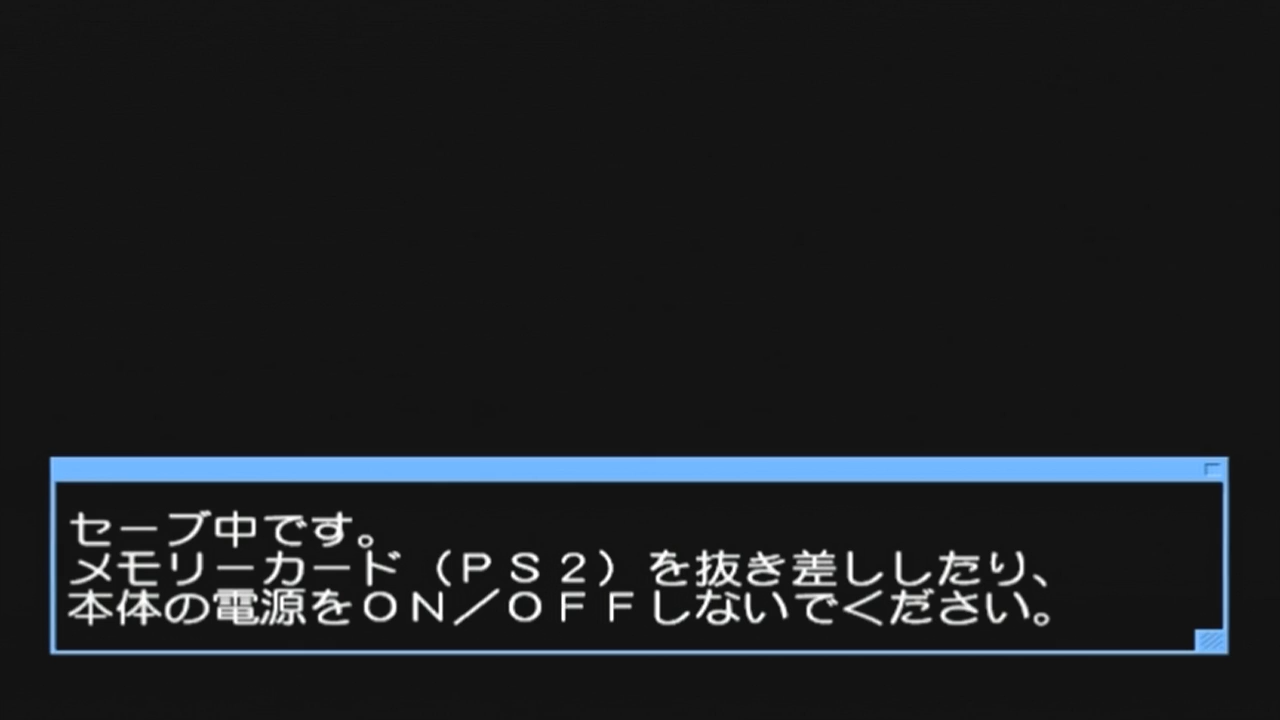 セーブ中です。
メモリーカード（ＰＳ２）を抜き差ししたり、
本体の電源をＯＮ／ＯＦＦしないでください。